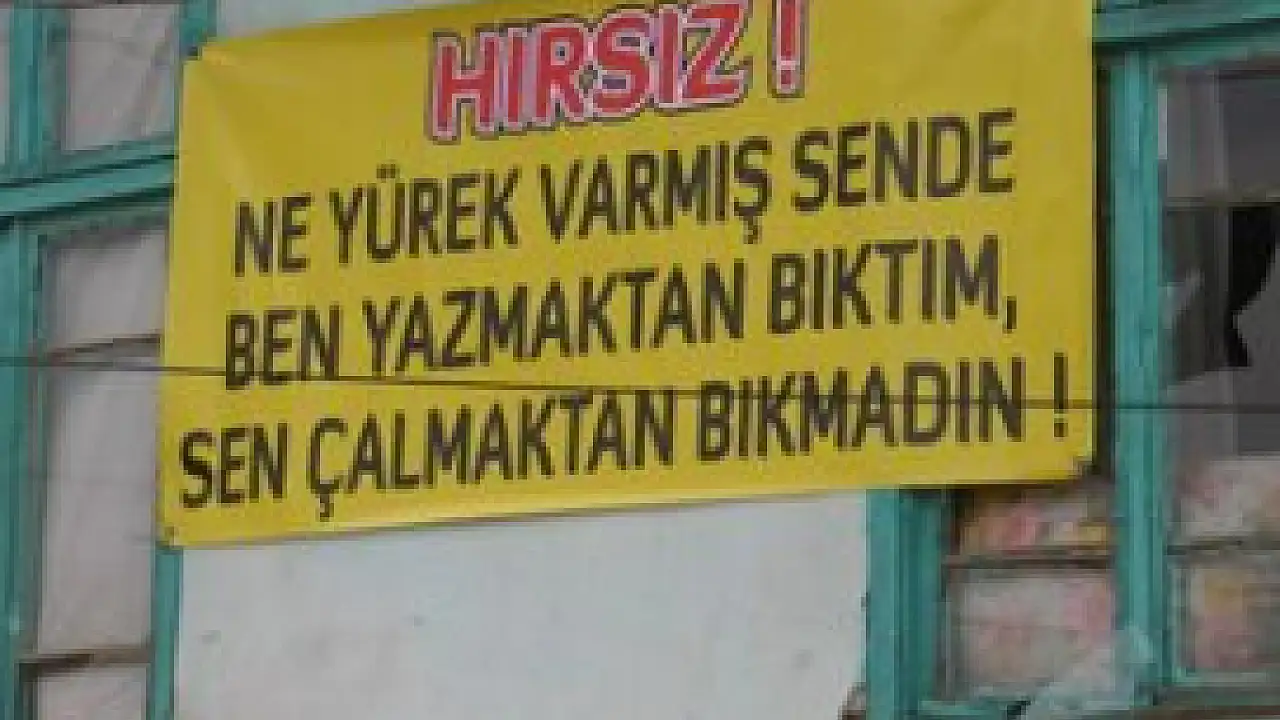 HIRSIZ !
NE YÜREK VARMIŞ SENDE
BEN YAZMAKTAN BIKTIM,
SEN ÇALMAKTAN BIKMADIN !